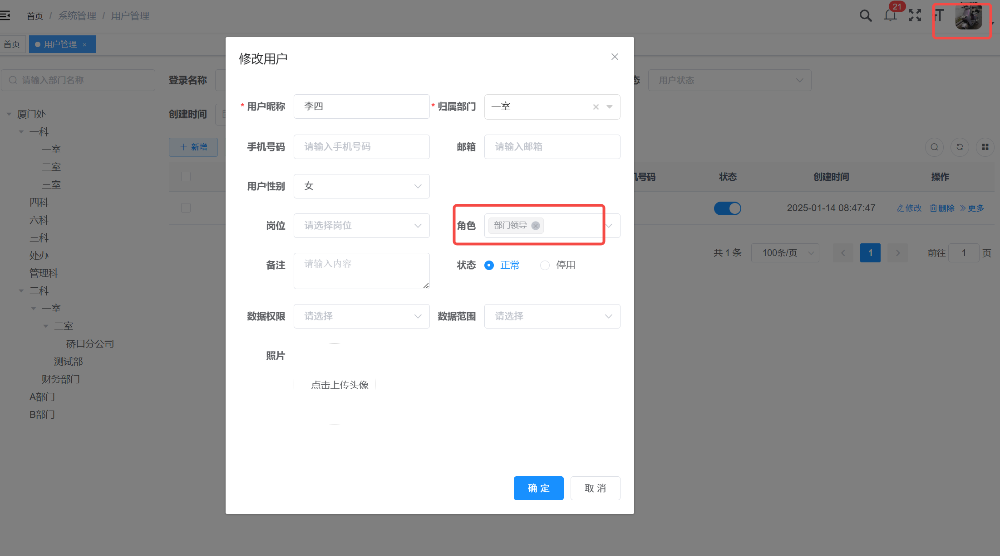 首页 / 系统管理 / 用户管理
21
首页
用户管理 ×
请输入部门名称
登录名称
态
用户状态
创建时间
厦门处
一科
一室
二室
三室
四科
六科
三科
处办
管理科
二科
一室
二室
硚口分公司
测试部
财务部门
A部门
B部门
+ 新增
机号码
状态
创建时间
操作
2025-01-14 08:47:47
修改
删除
更多
共 1 条
100条/页
1
前往
1
页
修改用户
* 用户昵称
李四
* 归属部门
一室
手机号码
请输入手机号码
邮箱
请输入邮箱
用户性别
女
岗位
请选择岗位
角色
部门领导
备注
请输入内容
状态
正常
停用
数据权限
请选择
数据范围
请选择
照片
点击上传头像
确 定
取 消